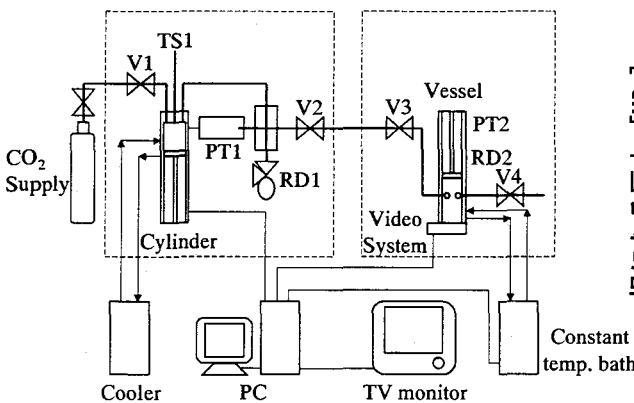 TS1
V1
V2
V3
Vessel
PT2
CO2
Supply
PT1
RD1
RD2
V4
Cylinder
Video
System
Cooler
PC
TV monitor
Constant
temp. bath